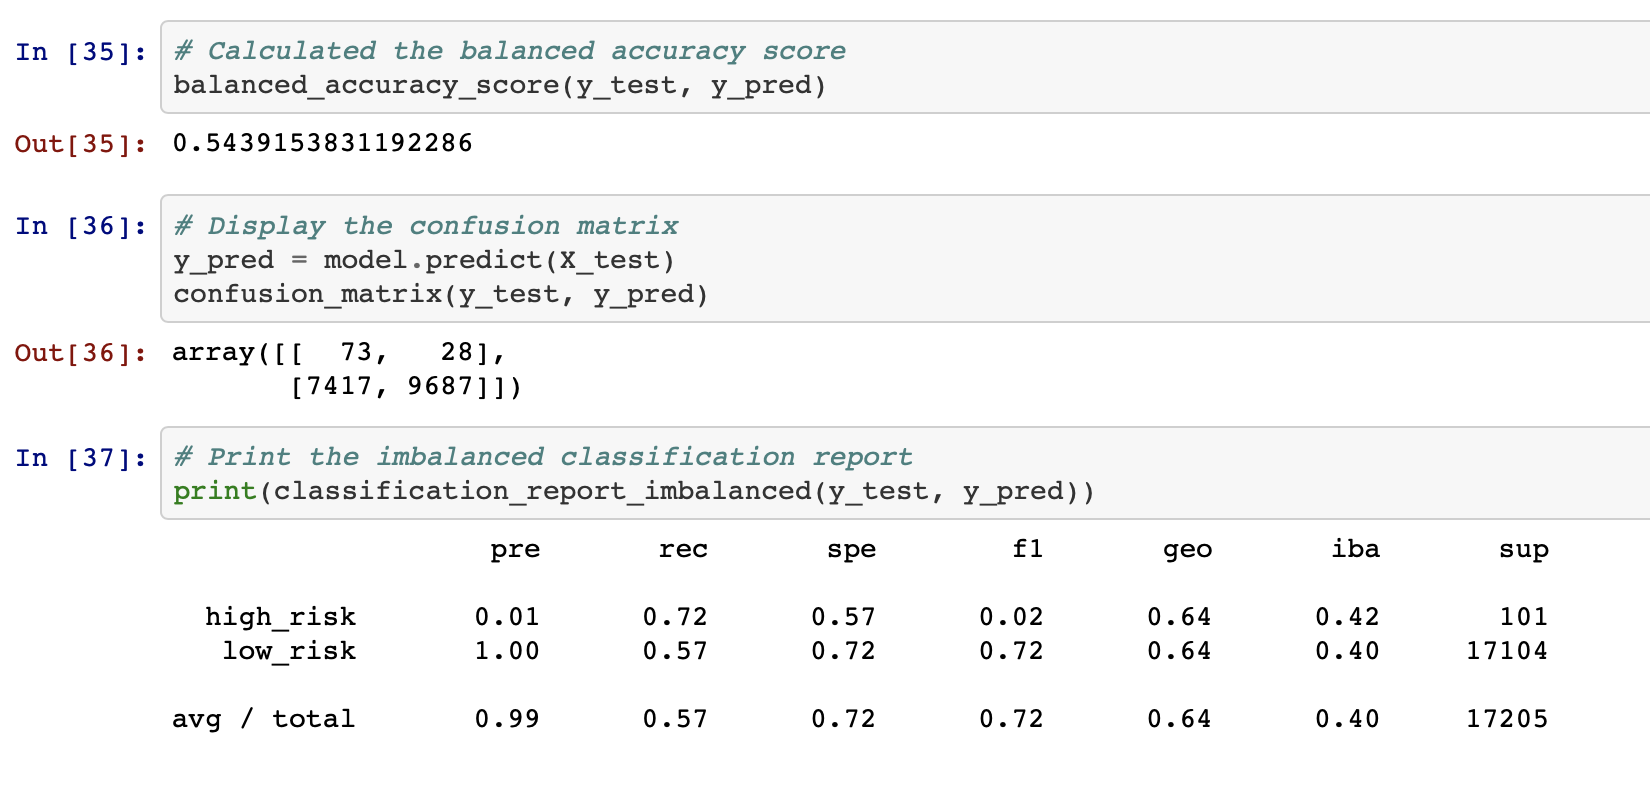 In [35]: # Calculated the balanced accuracy score
balanced_accuracy_score(y_test, y_pred)
Out[35]: 0.5439153831192286
In [36]: # Display the confusion matrix
y_pred = model.predict(X_test)
confusion_matrix(y_test, y_pred)
Out[36]: array([[  73,   28],
       [7417, 9687]])
In [37]: # Print the imbalanced classification report
print(classification_report_imbalanced(y_test, y_pred))
pre rec spe f1 geo iba sup
high_risk 0.01 0.72 0.57 0.02 0.64 0.42 101
low_risk 1.00 0.57 0.72 0.72 0.64 0.40 17104
avg / total 0.99 0.57 0.72 0.72 0.64 0.40 17205